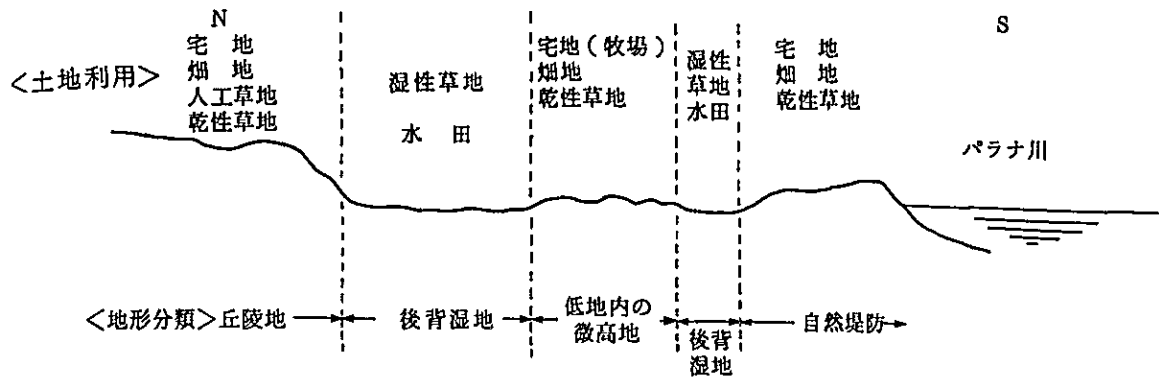 N
S
<土地利用>
宅 地
畑 地
人工草地
乾性草地
湿性草地
水 田
宅地(牧場)
畑地
乾性草地
湿性
草地
水田
宅 地
畑 地
乾性草地
パラナ川
<地形分類>丘陵地
後背湿地
低地内の
微高地
後背
湿地
自然堤防